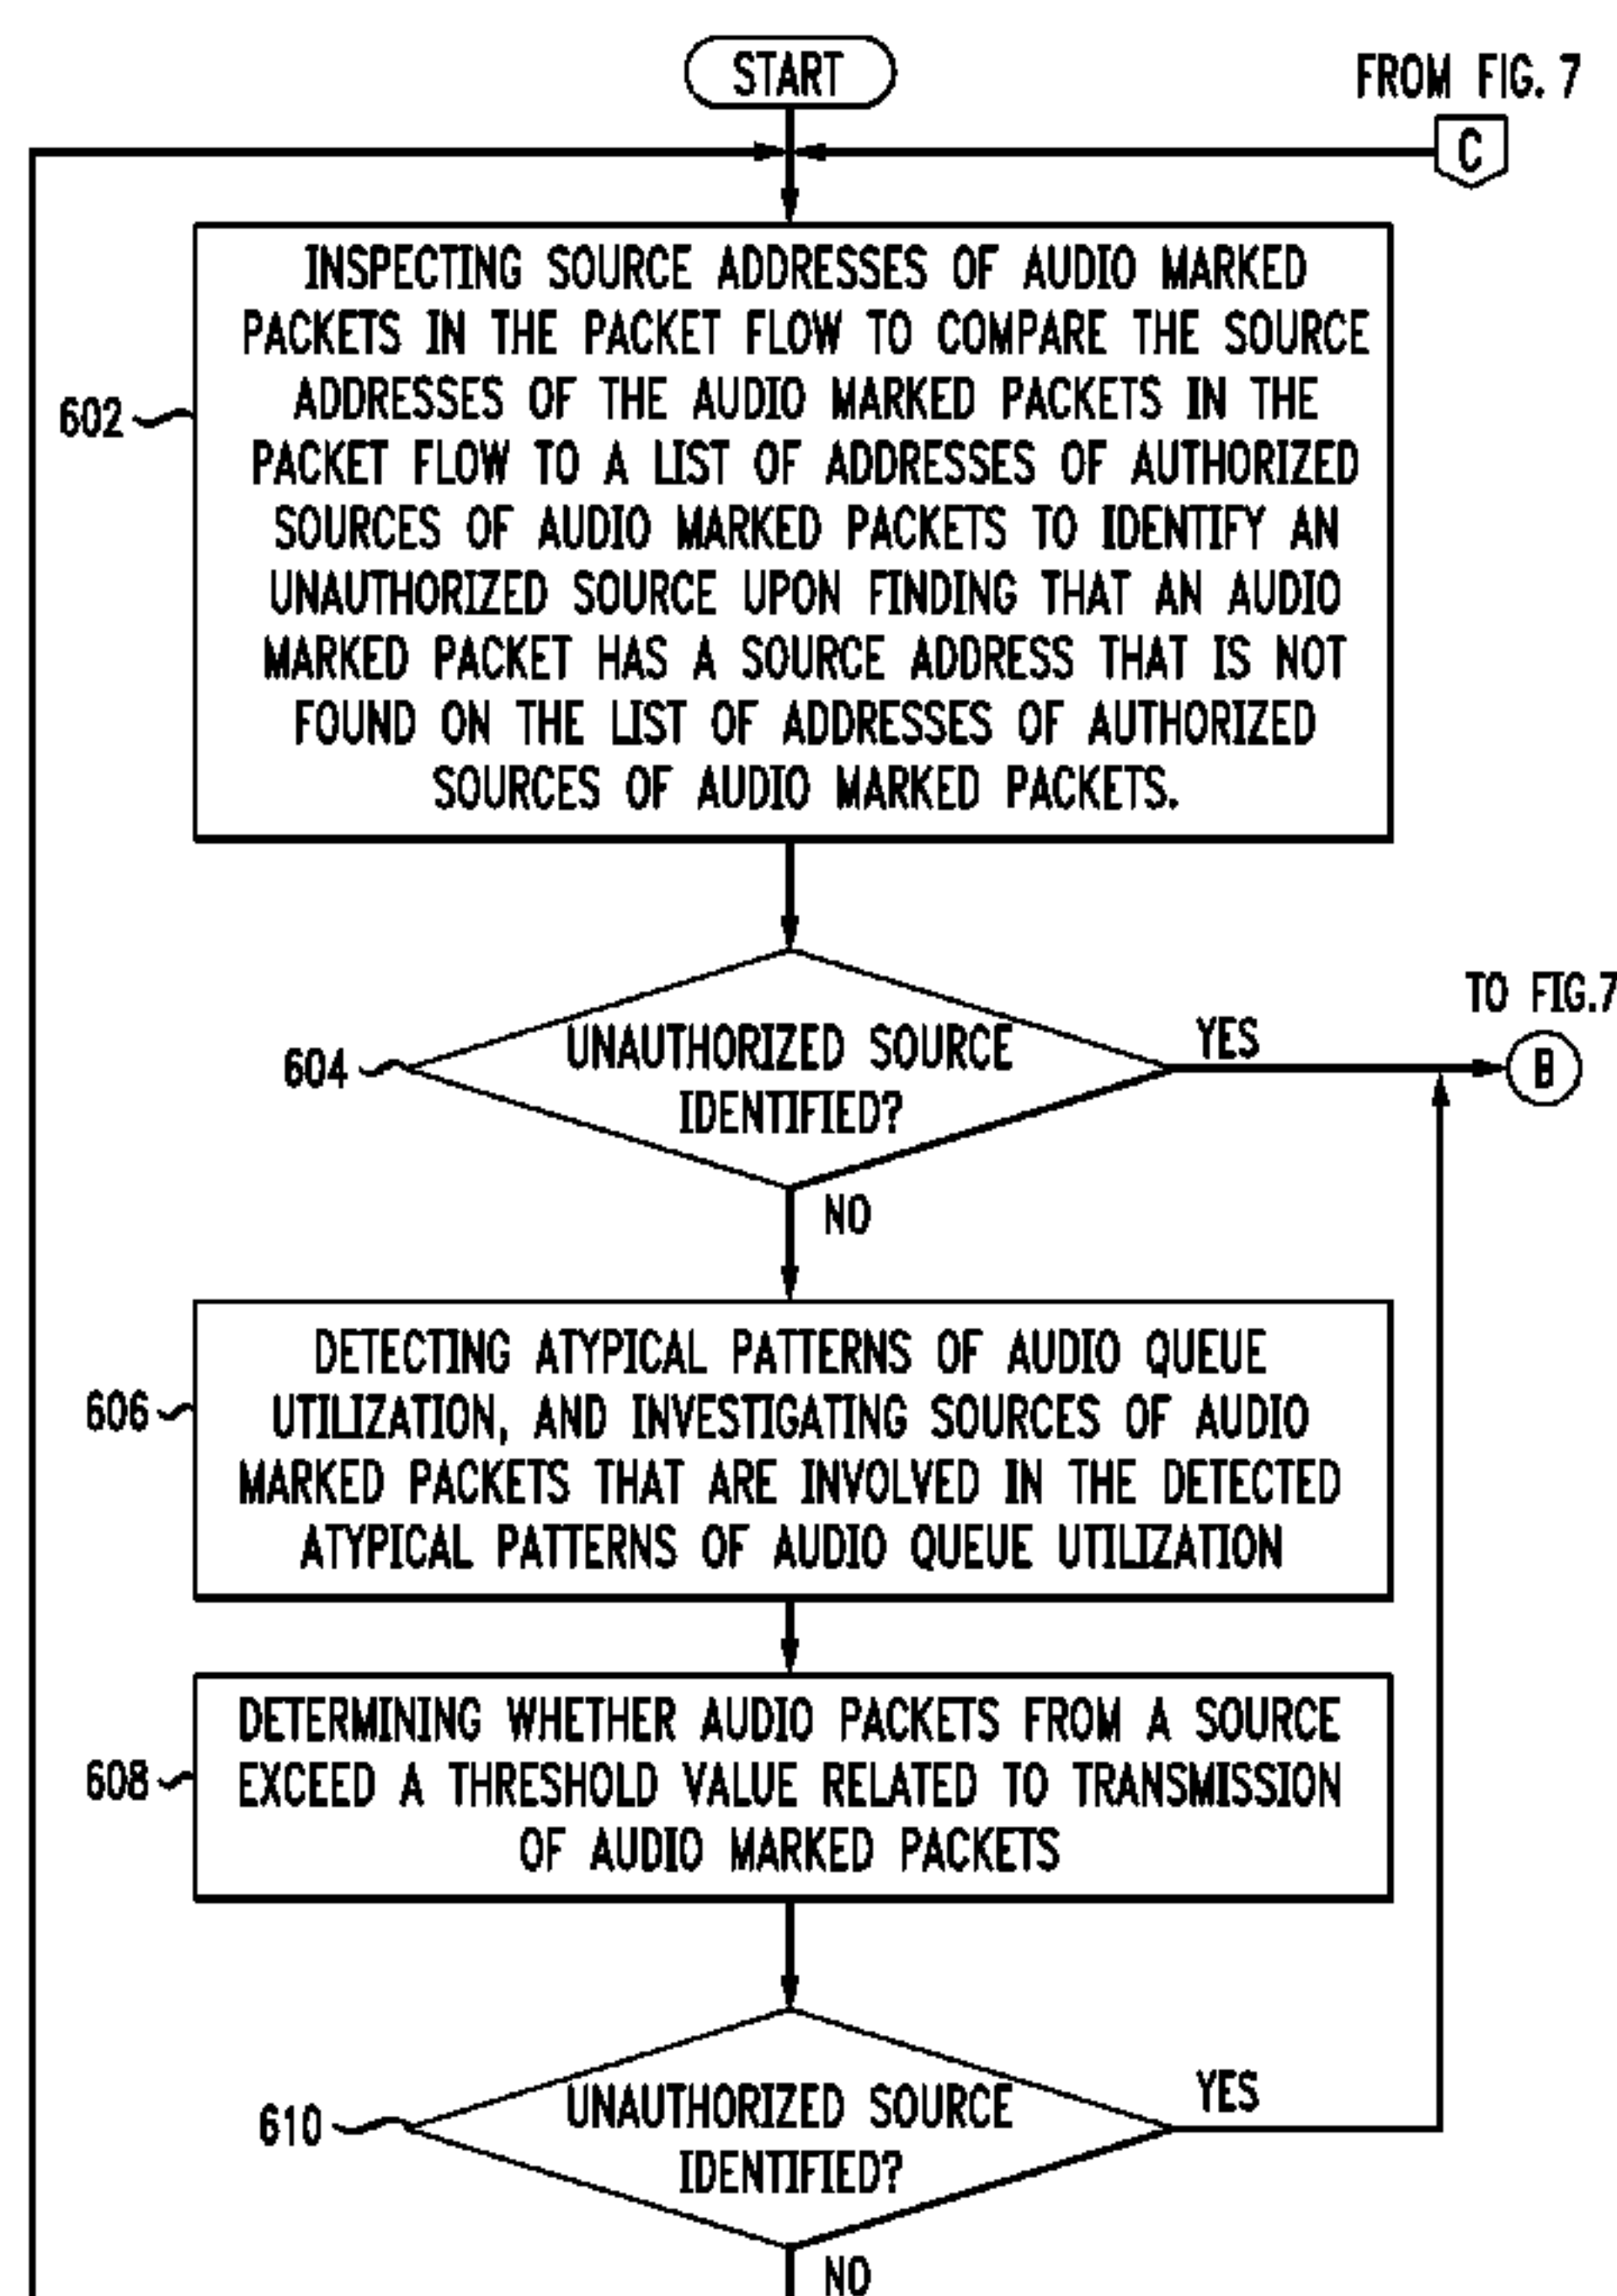 START
FROM FIG. 7
C
INSPECTING SOURCE ADDRESSES OF AUDIO MARKED
PACKETS IN THE PACKET FLOW TO COMPARE THE SOURCE
ADDRESSES OF THE AUDIO MARKED PACKETS IN THE
PACKET FLOW TO A LIST OF ADDRESSES OF AUTHORIZED
SOURCES OF AUDIO MARKED PACKETS TO IDENTIFY AN
UNAUTHORIZED SOURCE UPON FINDING THAT AN AUDIO
MARKED PACKET HAS A SOURCE ADDRESS THAT IS NOT
FOUND ON THE LIST OF ADDRESSES OF AUTHORIZED
SOURCES OF AUDIO MARKED PACKETS.
602
TO FIG.7
604
UNAUTHORIZED SOURCE
IDENTIFIED?
YES
B
NO
606
DETECTING ATYPICAL PATTERNS OF AUDIO QUEUE
UTILIZATION, AND INVESTIGATING SOURCES OF AUDIO
MARKED PACKETS THAT ARE INVOLVED IN THE DETECTED
ATYPICAL PATTERNS OF AUDIO QUEUE UTILIZATION
608
DETERMINING WHETHER AUDIO PACKETS FROM A SOURCE
EXCEED A THRESHOLD VALUE RELATED TO TRANSMISSION
OF AUDIO MARKED PACKETS
610
UNAUTHORIZED SOURCE
IDENTIFIED?
YES
NO